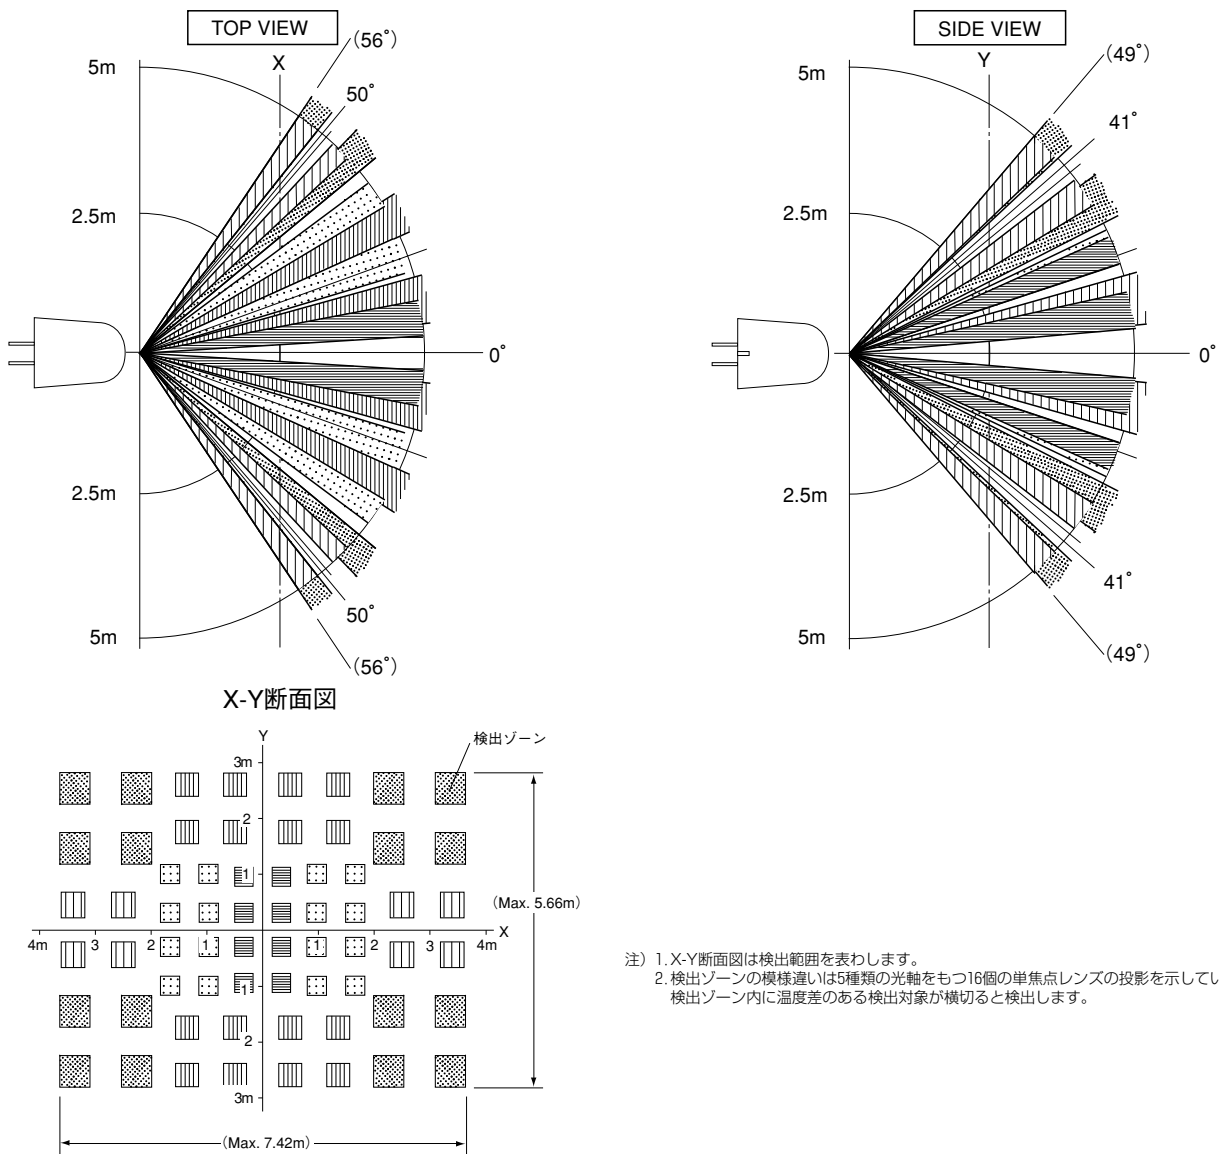 TOP VIEW
(56°)
X
5m
50°
2.5m
0°
2.5m
50°
5m
(56°)
SIDE VIEW
(49°)
Y
5m
41°
2.5m
0°
2.5m
41°
5m
(49°)
X-Y断面図
Y
検出ゾーン
3m
2
1
(Max. 5.66m)
4m 3 2 1 1 2 3 4m X
1
2
3m
(Max. 7.42m)
注）1. X-Y断面図は検出範囲を表わします。
2. 検出ゾーンの模様違いは5種類の光軸をもつ16個の単焦点レンズの投影を示してい
検出ゾーン内に温度差のある検出対象が横切ると検出します。